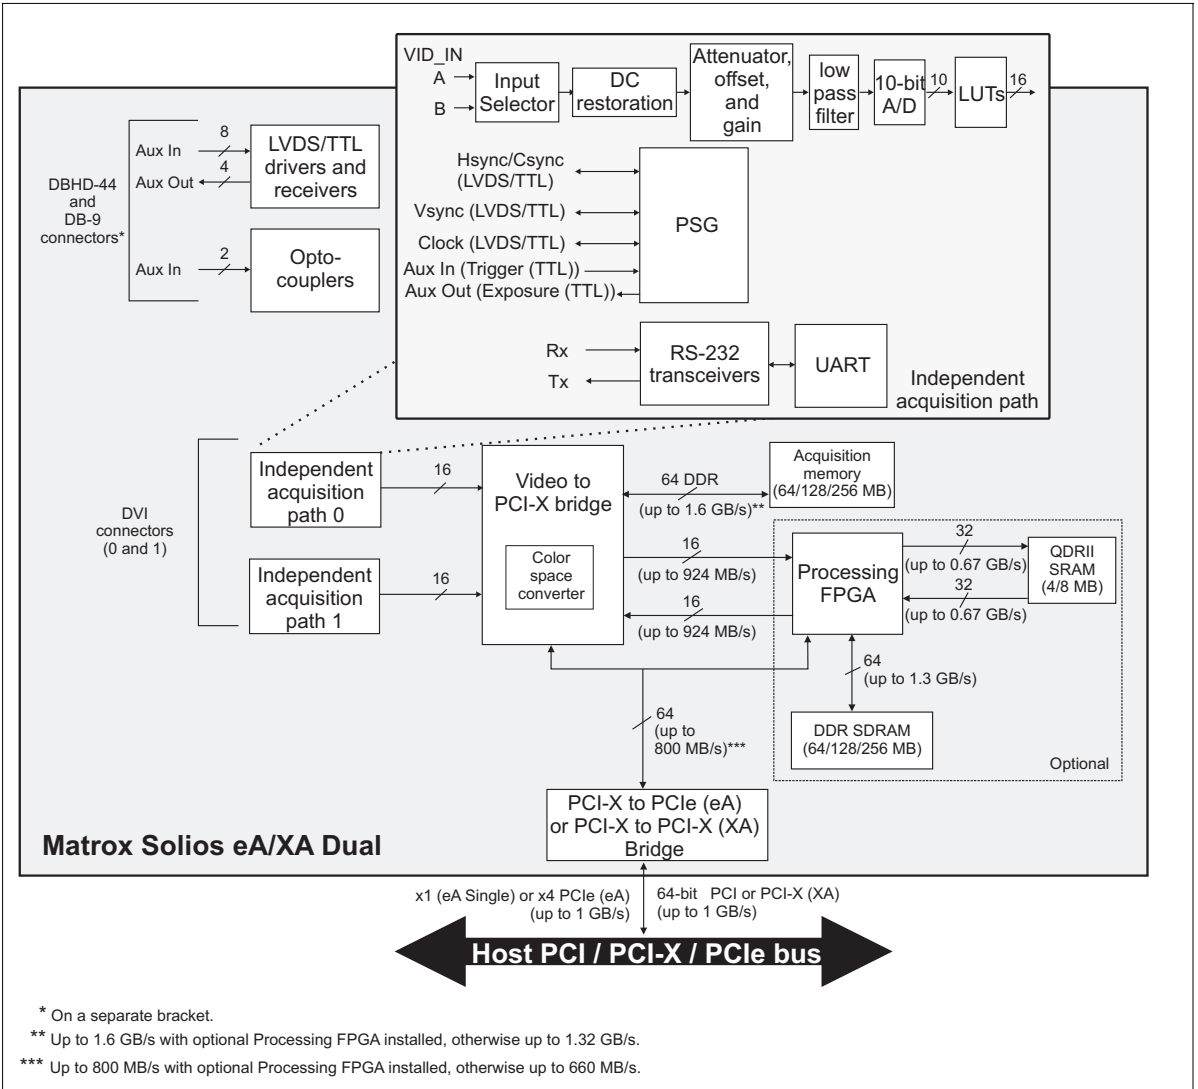 VID_IN
A
B
Input
Selector
DC
restoration
Attenuator,
offset,
and
gain
low
pass
filter
10-bit
A/D
10
LUTs
16
Hsync/Csync
(LVDS/TTL)
Vsync (LVDS/TTL)
Clock (LVDS/TTL)
Aux In (Trigger (TTL))
Aux Out (Exposure (TTL))
PSG
Rx
Tx
RS-232
transceivers
UART
Independent
acquisition path
DBHD-44
and
DB-9
connectors*
Aux In
8
Aux Out
4
LVDS/TTL
drivers and
receivers
Aux In
2
Opto-
couplers
DVI
connectors
(0 and 1)
Independent
acquisition
path 0
16
Independent
acquisition
path 1
16
Video to
PCI-X bridge
Color
space
converter
64 DDR
(up to 1.6 GB/s)**
Acquisition
memory
(64/128/256 MB)
16
(up to 924 MB/s)
16
(up to 924 MB/s)
Processing
FPGA
32
(up to 0.67 GB/s)
32
(up to 0.67 GB/s)
QDRII
SRAM
(4/8 MB)
64
(up to 1.3 GB/s)
DDR SDRAM
(64/128/256 MB)
Optional
64
(up to
800 MB/s)***
PCI-X to PCIe (eA)
or PCI-X to PCI-X (XA)
Bridge
Matrox Solios eA/XA Dual
x1 (eA Single) or x4 PCIe (eA)
(up to 1 GB/s)
64-bit PCI or PCI-X (XA)
(up to 1 GB/s)
Host PCI / PCI-X / PCIe bus
* On a separate bracket.
** Up to 1.6 GB/s with optional Processing FPGA installed, otherwise up to 1.32 GB/s.
*** Up to 800 MB/s with optional Processing FPGA installed, otherwise up to 660 MB/s.